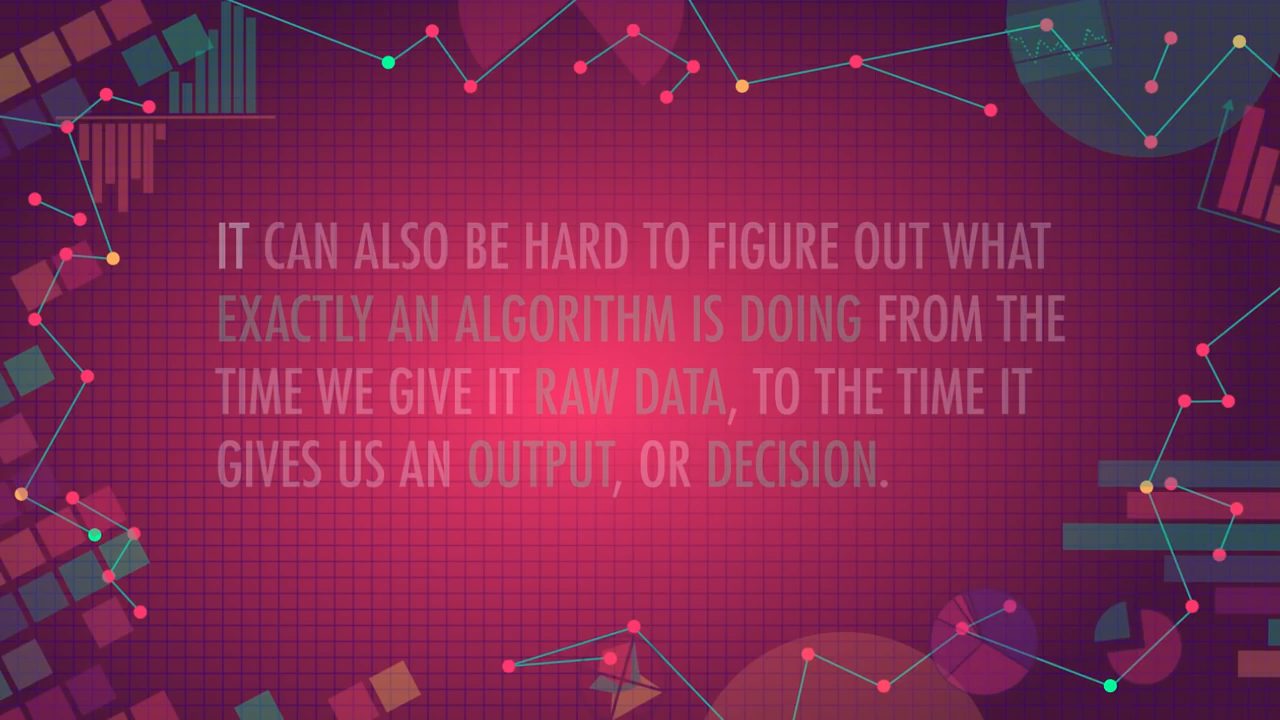 IT CAN ALSO BE HARD TO FIGURE OUT WHAT
EXACTLY AN ALGORITHM IS DOING FROM THE
TIME WE GIVE IT RAW DATA, TO THE TIME IT
GIVES US AN OUTPUT, OR DECISION.